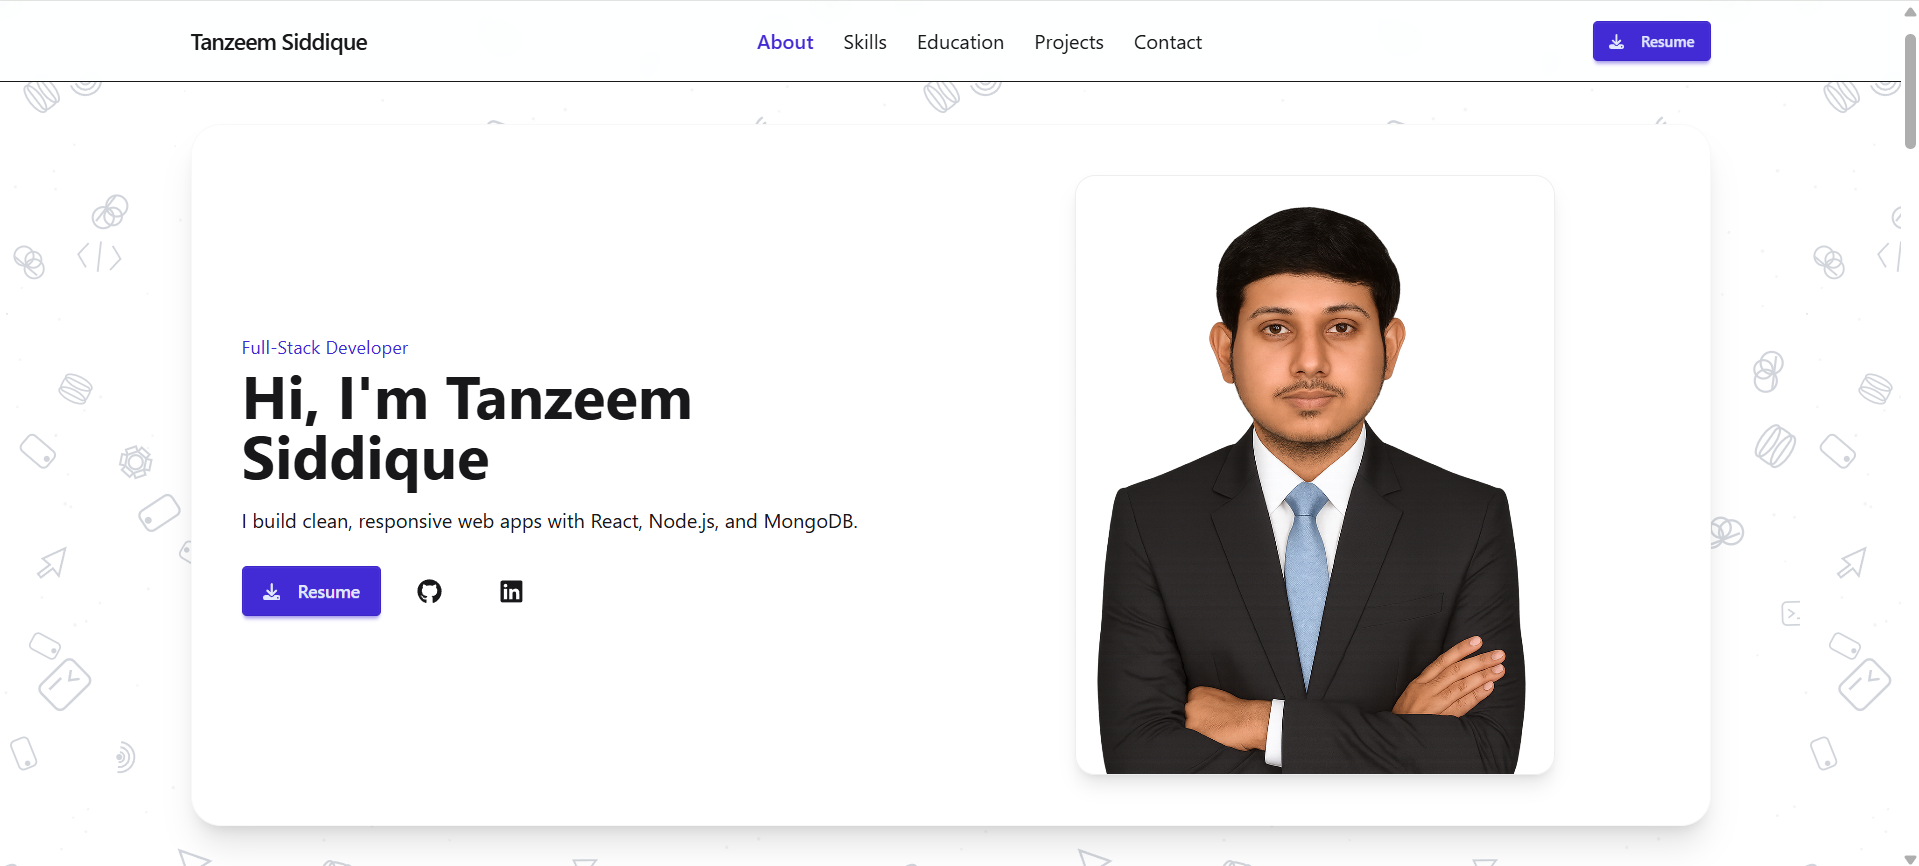 Tanzeem Siddique
About Skills Education Projects Contact
Resume
Full-Stack Developer
Hi, I'm Tanzeem
Siddique
I build clean, responsive web apps with React, Node.js, and MongoDB.
Resume